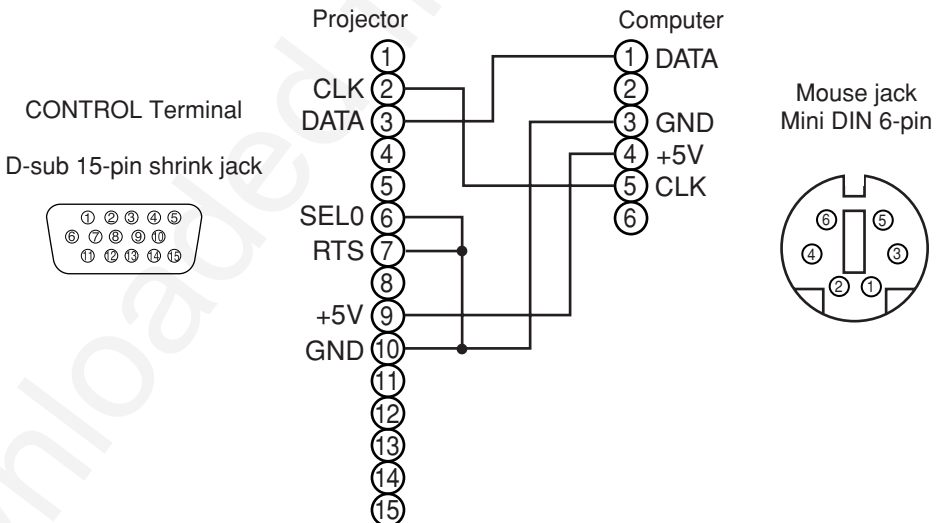 Projector
Computer
CONTROL Terminal
D-sub 15-pin shrink jack
① ② ③ ④ ⑤
⑥ ⑦ ⑧ ⑨ ⑩
⑪ ⑫ ⑬ ⑭ ⑮
①
CLK ②
DATA ③
④
⑤
SEL0 ⑥
RTS ⑦
⑧
+5V ⑨
GND ⑩
⑪
⑫
⑬
⑭
⑮
① DATA
②
③ GND
④ +5V
⑤ CLK
⑥
Mouse jack
Mini DIN 6-pin
⑥ ⑤
④ ③
② ①
nloaded